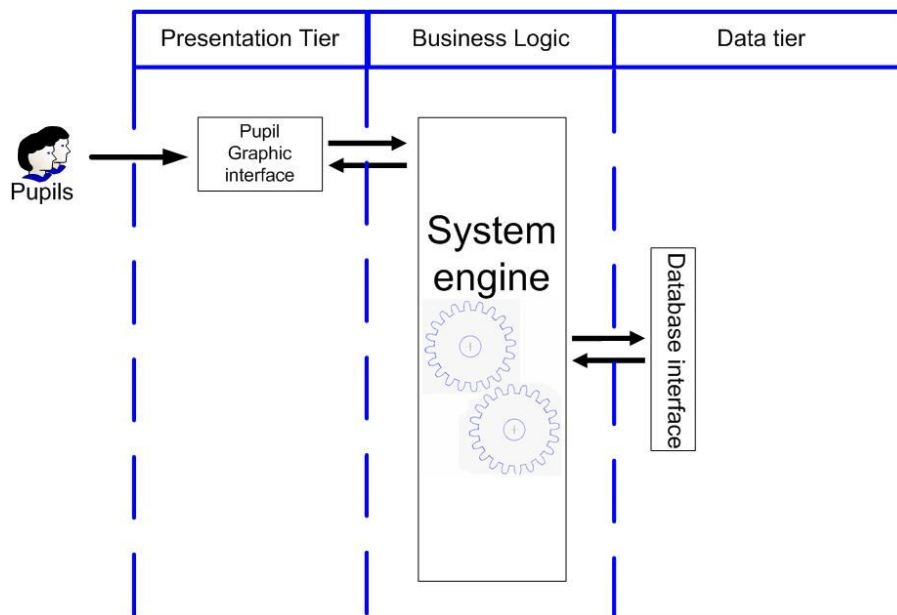 Presentation Tier
Business Logic
Data tier
Pupils
Pupil
Graphic
interface
System
engine
Database interface